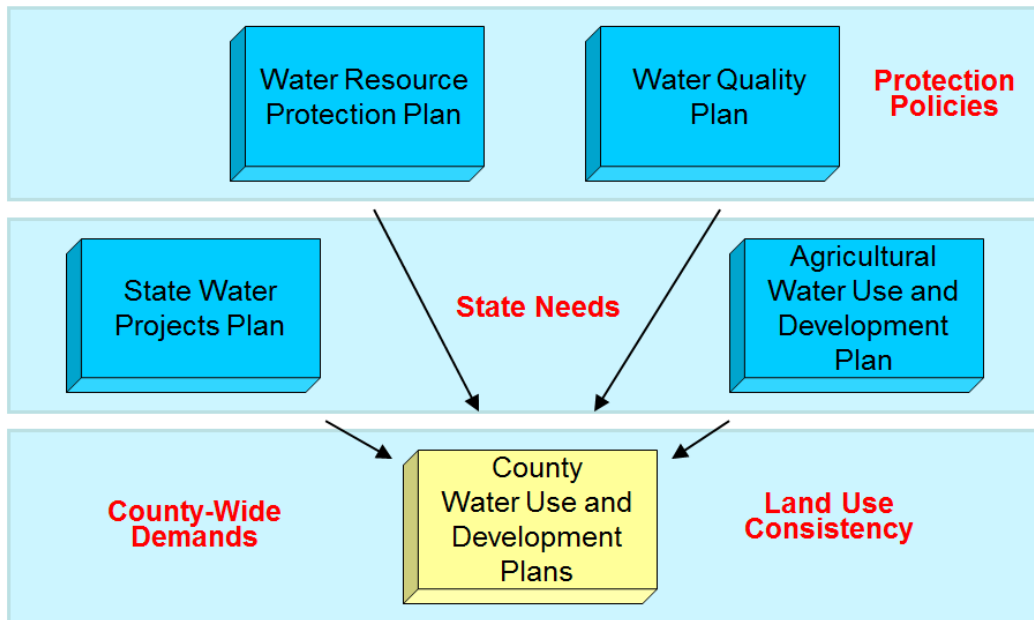 Water Resource
Protection Plan
Water Quality
Plan
Protection
Policies
State Water
Projects Plan
State Needs
Agricultural
Water Use and
Development
Plan
County-Wide
Demands
County
Water Use and
Development
Plans
Land Use
Consistency